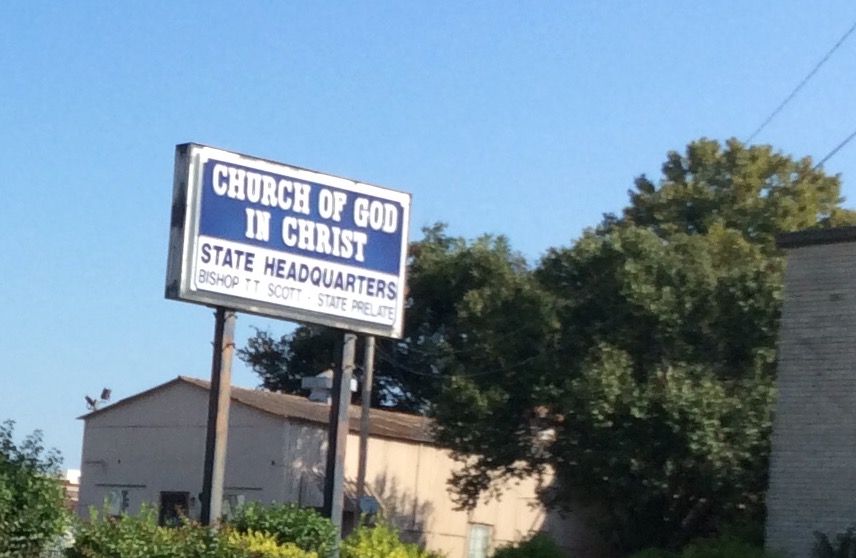 CHURCH OF GOD
IN CHRIST
STATE HEADQUARTERS
BISHOP T.T. SCOTT - STATE PRELATE